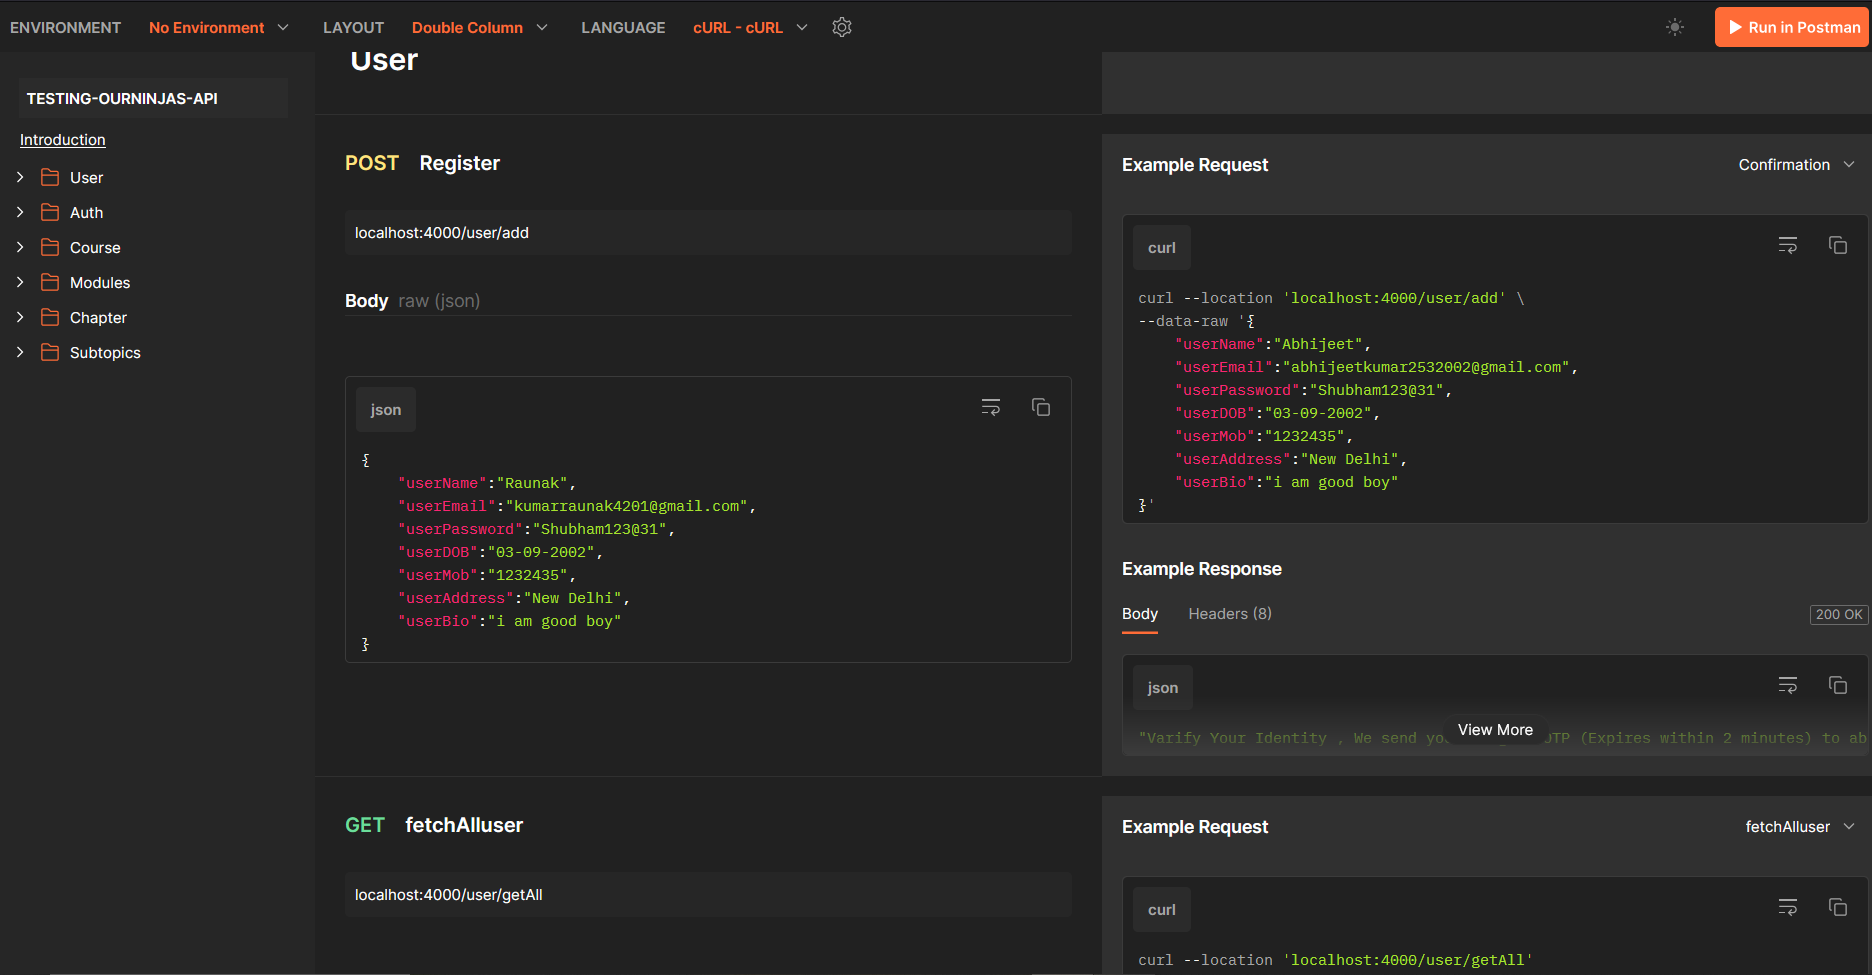 ENVIRONMENT No Environment LAYOUT Double Column LANGUAGE cURL - cURL Run in Postman
TESTING-OURNINJAS-API
Introduction
User
Auth
Course
Modules
Chapter
Subtopics
User
POST Register
localhost:4000/user/add
Body raw (json)
json
{
    "userName":"Raunak",
    "userEmail":"kumarraunak4201@gmail.com",
    "userPassword":"Shubham123@31",
    "userDOB":"03-09-2002",
    "userMob":"1232435",
    "userAddress":"New Delhi",
    "userBio":"i am good boy"
}
Example Request Confirmation
curl
curl --location 'localhost:4000/user/add' \
--data-raw '{
    "userName":"Abhijeet",
    "userEmail":"abhijeetkumar2532002@gmail.com",
    "userPassword":"Shubham123@31",
    "userDOB":"03-09-2002",
    "userMob":"1232435",
    "userAddress":"New Delhi",
    "userBio":"i am good boy"
}'
Example Response
Body Headers (8) 200 OK
json
"Varify Your Identity , We send (Expires within 2 minutes) to
View More
GET fetchAlluser
localhost:4000/user/getAll
Example Request fetchAlluser
curl
curl --location 'localhost:4000/user/getAll'